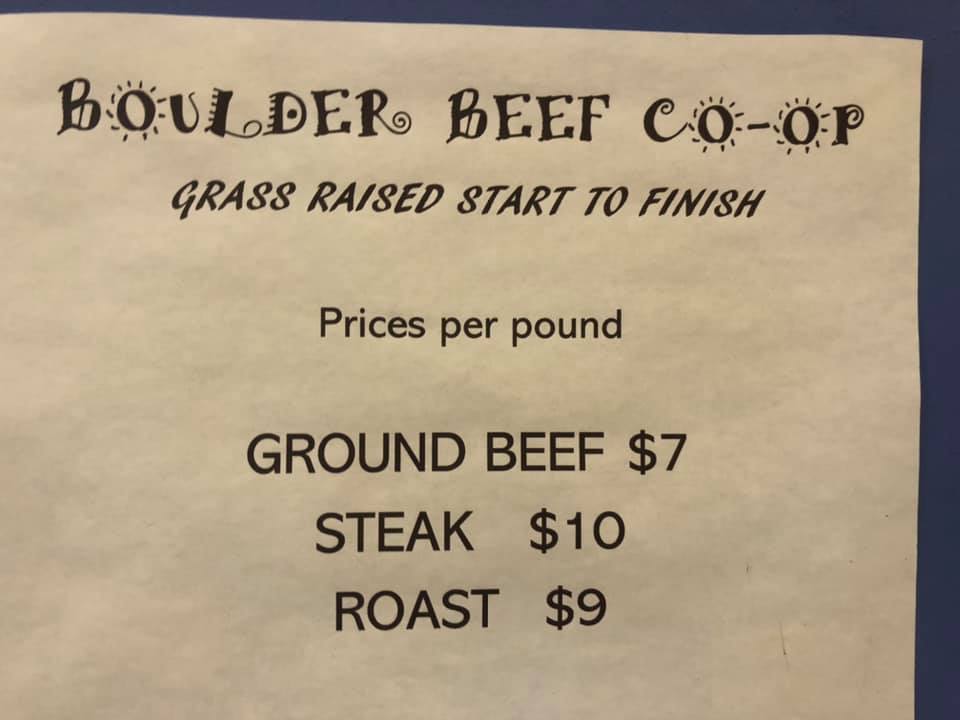 BOULDER BEEF CO-OP
GRASS RAISED START TO FINISH
Prices per pound
GROUND BEEF $7
STEAK $10
ROAST $9